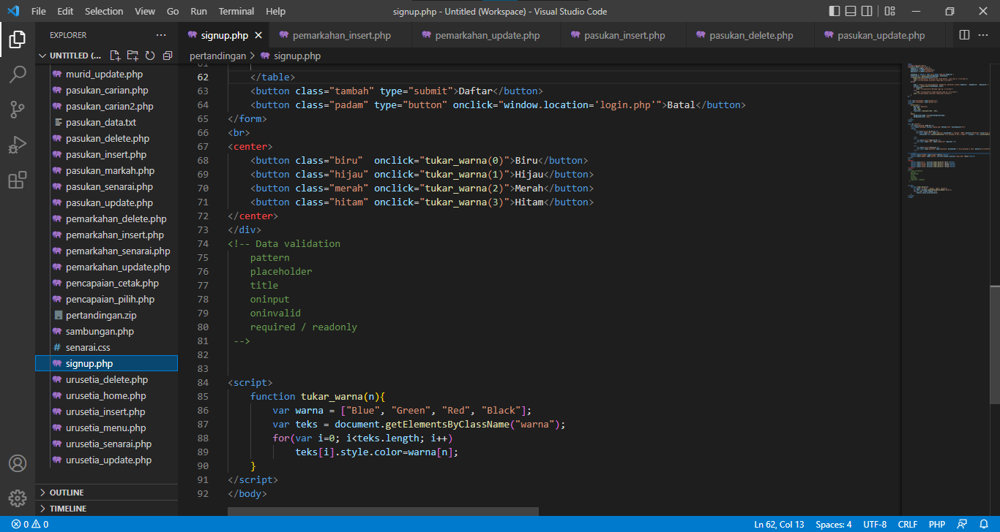 File Edit Selection View Go Run Terminal Help signup.php - Untitled (Workspace) - Visual Studio Code
EXPLORER
UNTITLED (...
murid_update.php
pasukan_carian.php
pasukan_carian2.php
pasukan_data.txt
pasukan_delete.php
pasukan_insert.php
pasukan_markah.php
pasukan_senarai.php
pasukan_update.php
pemarkahan_delete.php
pemarkahan_insert.php
pemarkahan_senarai.php
pemarkahan_update.php
pencapaian_cetak.php
pencapaian_pilih.php
pertandingan.zip
sambungan.php
# senarai.css
signup.php
urusetia_delete.php
urusetia_home.php
urusetia_insert.php
urusetia_menu.php
urusetia_senarai.php
urusetia_update.php
OUTLINE
TIMELINE
signup.php pemarkahan_insert.php pemarkahan_update.php pasukan_insert.php pasukan_delete.php pasukan_update.php
pertandingan > signup.php
61
62 </table>
63 <button class="tambah" type="submit">Daftar</button>
64 <button class="padam" type="button" onclick="window.location='login.php'">Batal</button>
65 </form>
66 <br>
67 <center>
68 <button class="biru"  onclick="tukar_warna(0)">Biru</button>
69 <button class="hijau" onclick="tukar_warna(1)">Hijau</button>
70 <button class="merah" onclick="tukar_warna(2)">Merah</button>
71 <button class="hitam" onclick="tukar_warna(3)">Hitam</button>
72 </center>
73 </div>
74 <!-- Data validation
75 pattern
76 placeholder
77 title
78 oninput
79 oninvalid
80 required / readonly
81 -->
82
83
84 <script>
85 function tukar_warna(n){
86 var warna = ["Blue", "Green", "Red", "Black"];
87 var teks = document.getElementsByClassName("warna");
88 for(var i=0; i<teks.length; i++)
89 teks[i].style.color=warna[n];
90 }
91 </script>
92 </body>
0 0 Ln 62, Col 13 Spaces: 4 UTF-8 CRLF PHP